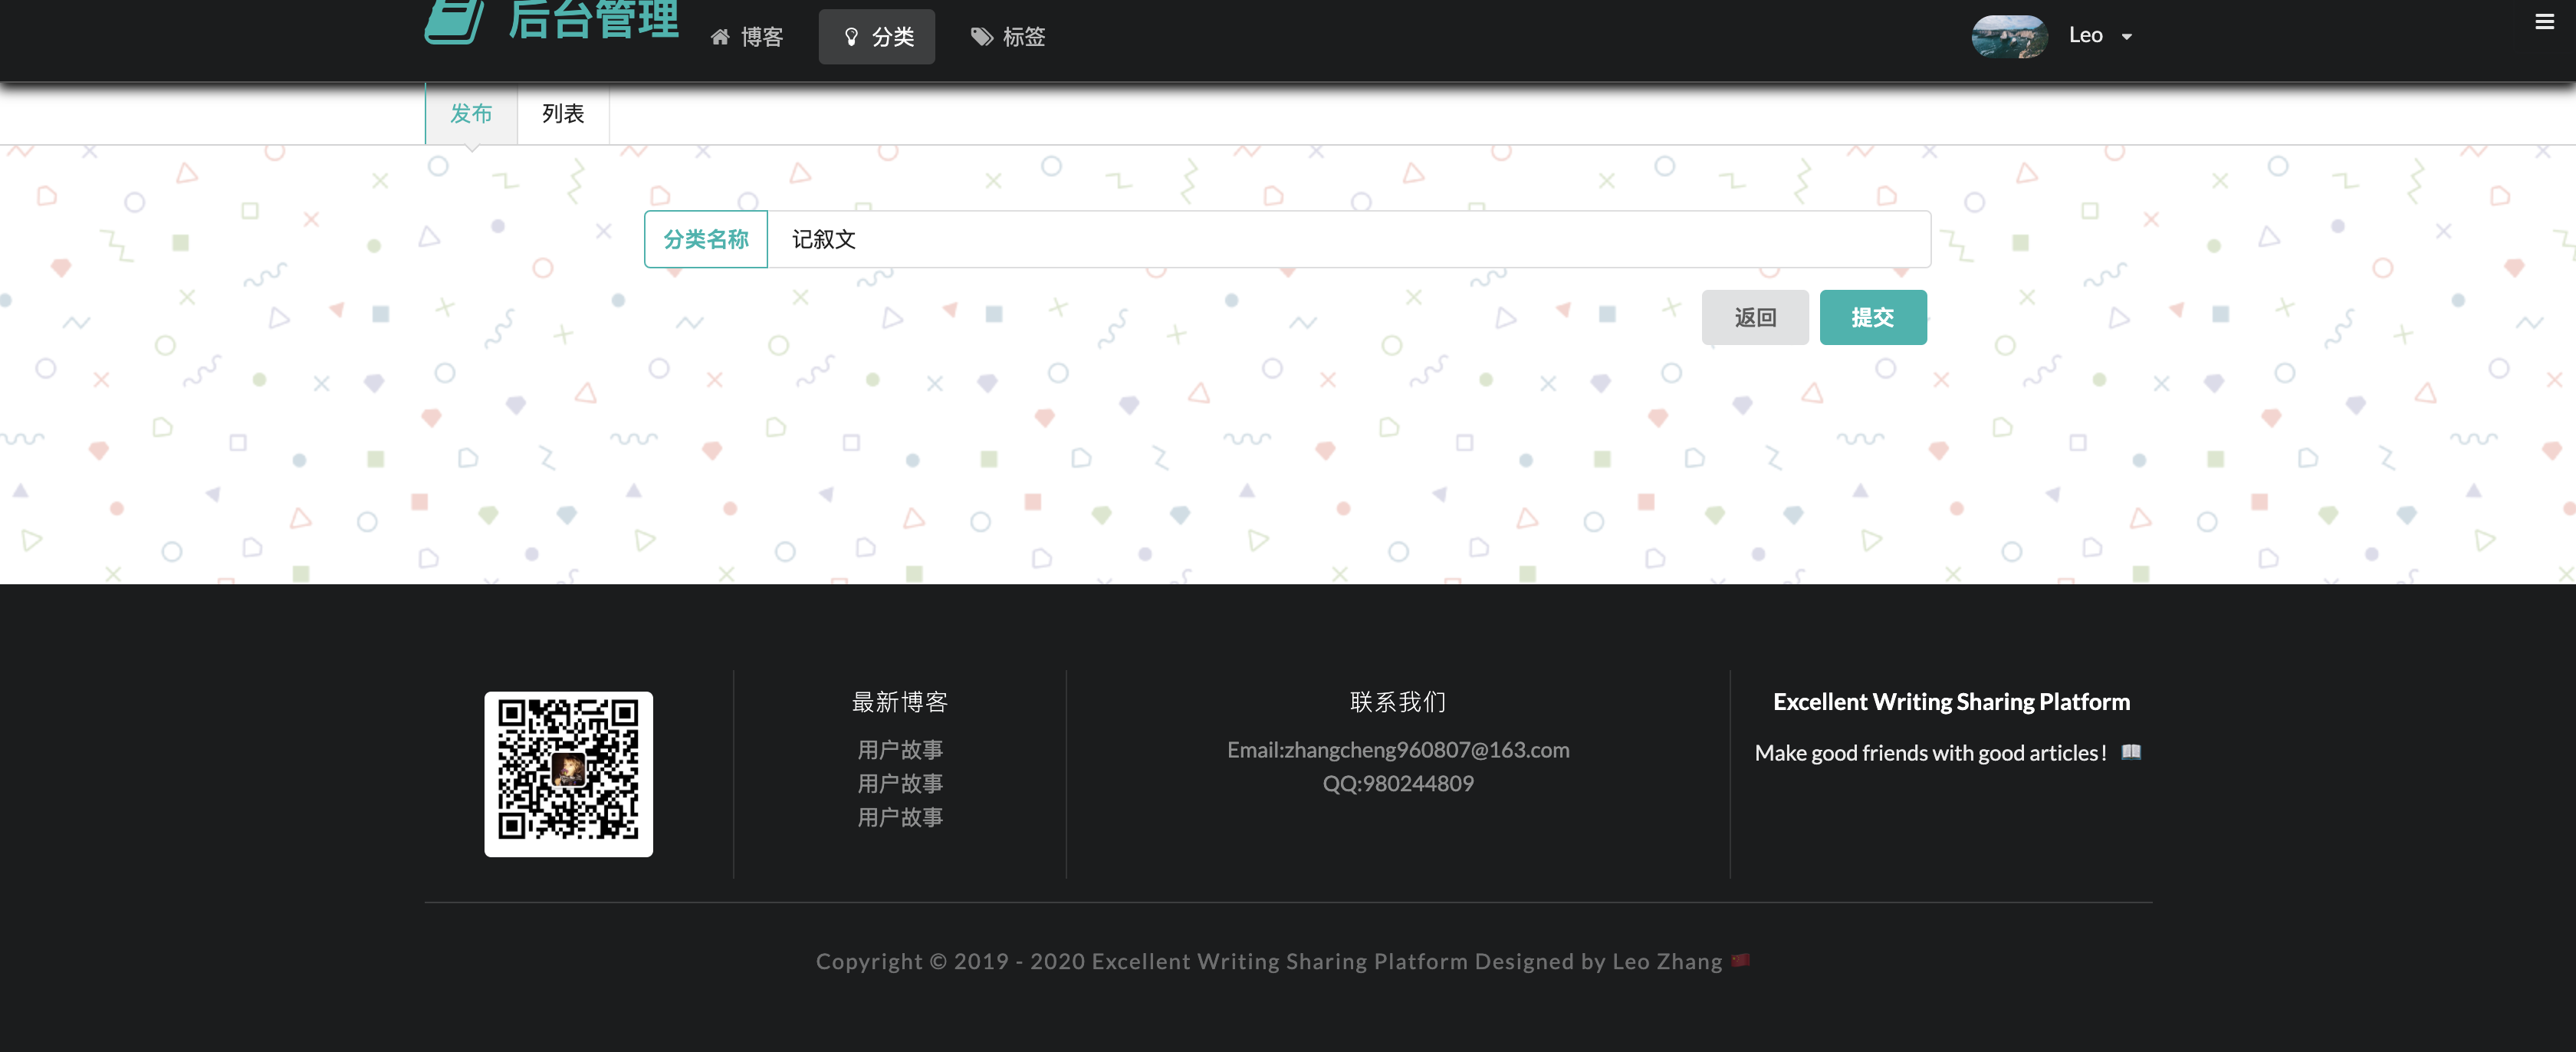 后台管理
博客
分类
标签
Leo
发布
列表
分类名称
记叙文
返回
提交
最新博客
用户故事
用户故事
用户故事
联系我们
Email:zhangcheng960807@163.com
QQ:980244809
Excellent Writing Sharing Platform
Make good friends with good articles! 📖
Copyright © 2019 - 2020 Excellent Writing Sharing Platform Designed by Leo Zhang 🇨🇳